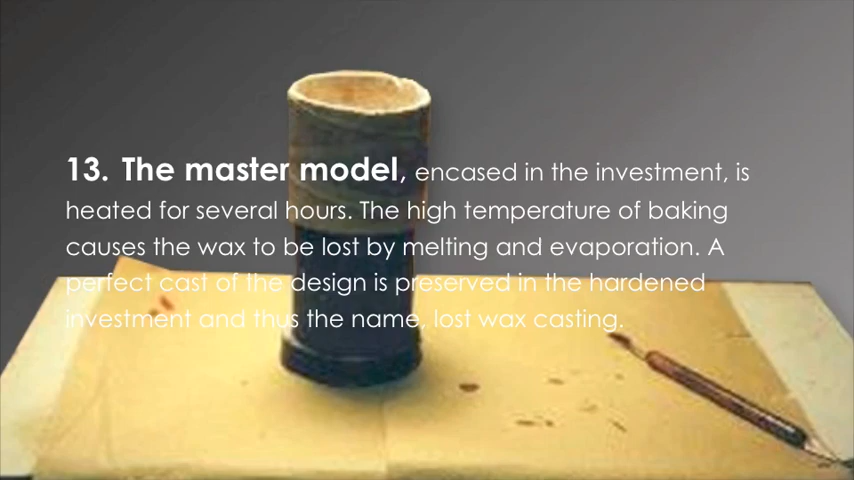 13. The master model, encased in the investment, is
heated for several hours. The high temperature of baking
causes the wax to be lost by melting and evaporation. A
perfect cast of the design is preserved in the hardened
investment and thus the name, lost wax casting.